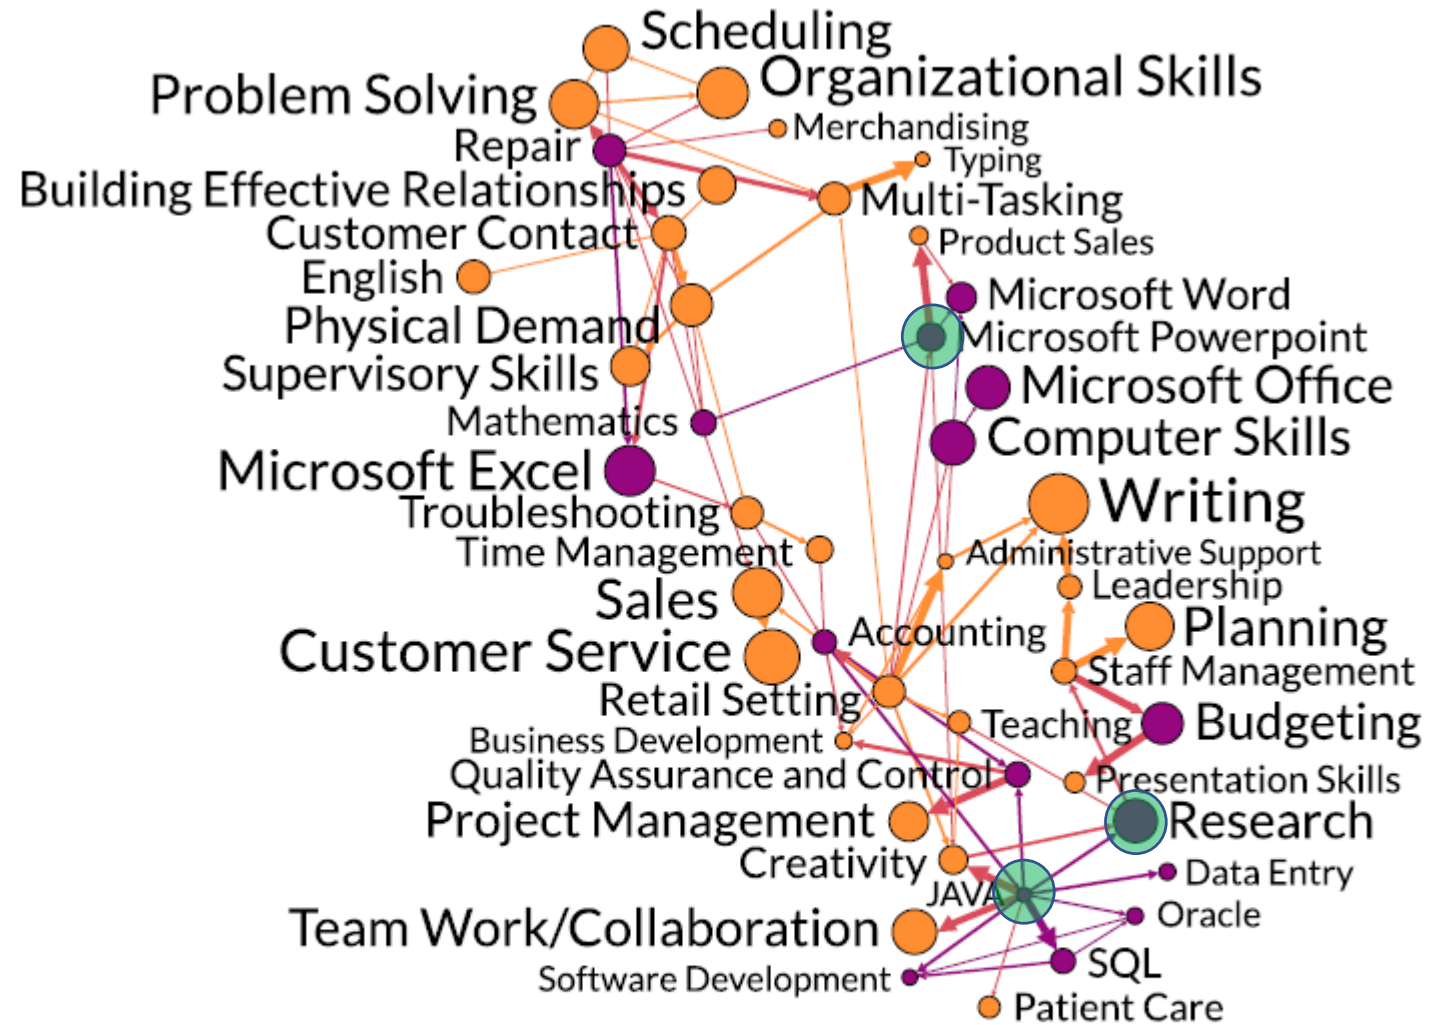 Scheduling
Organizational Skills
Problem Solving
Merchandising
Repair
Typing
Building Effective Relationships
Multi-Tasking
Customer Contact
Product Sales
English
Microsoft Word
Physical Demand
Microsoft Powerpoint
Supervisory Skills
Microsoft Office
Mathematics
Computer Skills
Microsoft Excel
Writing
Troubleshooting
Time Management
Administrative Support
Leadership
Sales
Planning
Accounting
Customer Service
Staff Management
Retail Setting
Teaching
Budgeting
Business Development
Quality Assurance and Control
Presentation Skills
Project Management
Research
Creativity
Data Entry
JAVA
Oracle
Team Work/Collaboration
SQL
Software Development
Patient Care